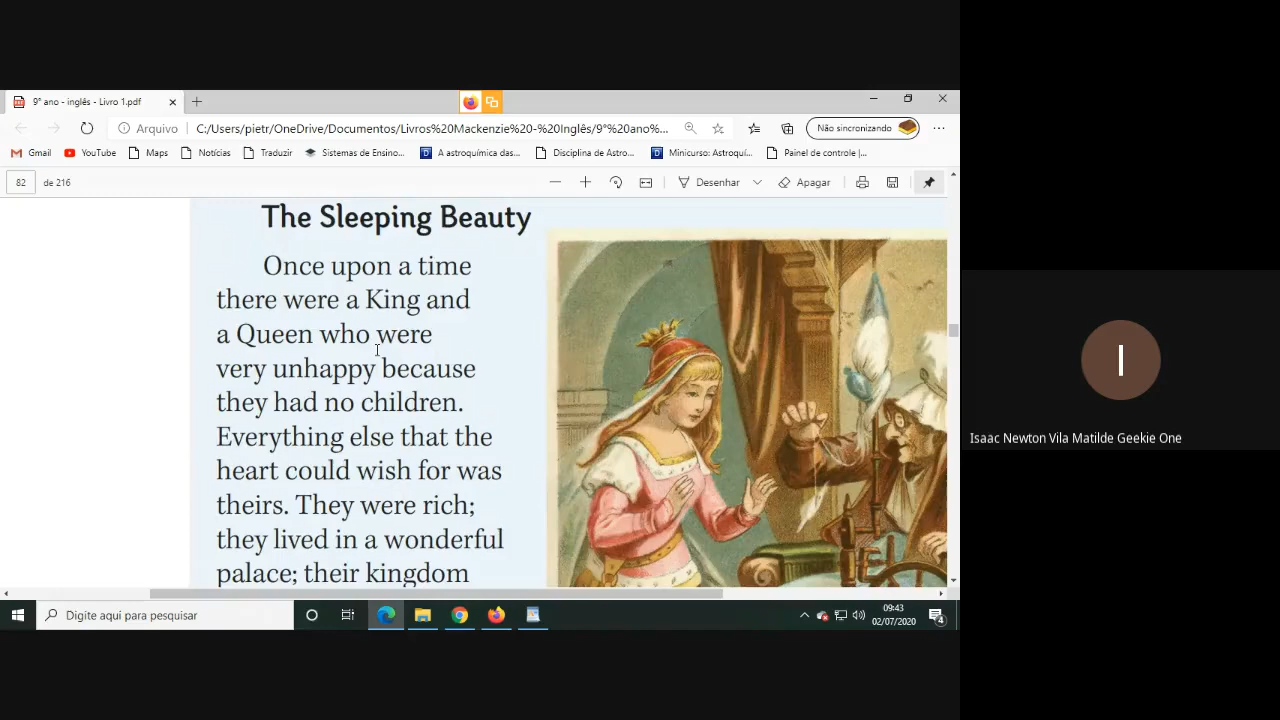 9º ano - inglês - Livro 1.pdf
Arquivo
C:/Users/pietr/OneDrive/Documentos/Livros%20Mackenzie%20-%20Inglês/9°%20ano%...
Não sincronizando
Gmail
YouTube
Maps
Notícias
Traduzir
Sistemas de Ensino...
A astroquímica das...
Disciplina de Astro...
Minicurso: Astroquí...
Painel de controle |...
82 de 216
Desenhar
Apagar
The Sleeping Beauty
Once upon a time
there were a King and
a Queen who were
very unhappy because
they had no children.
Everything else that the
heart could wish for was
theirs. They were rich;
they lived in a wonderful
palace; their kingdom
I
Isaac Newton Vila Matilde Geekie One
Digite aqui para pesquisar
09:43
02/07/2020
4